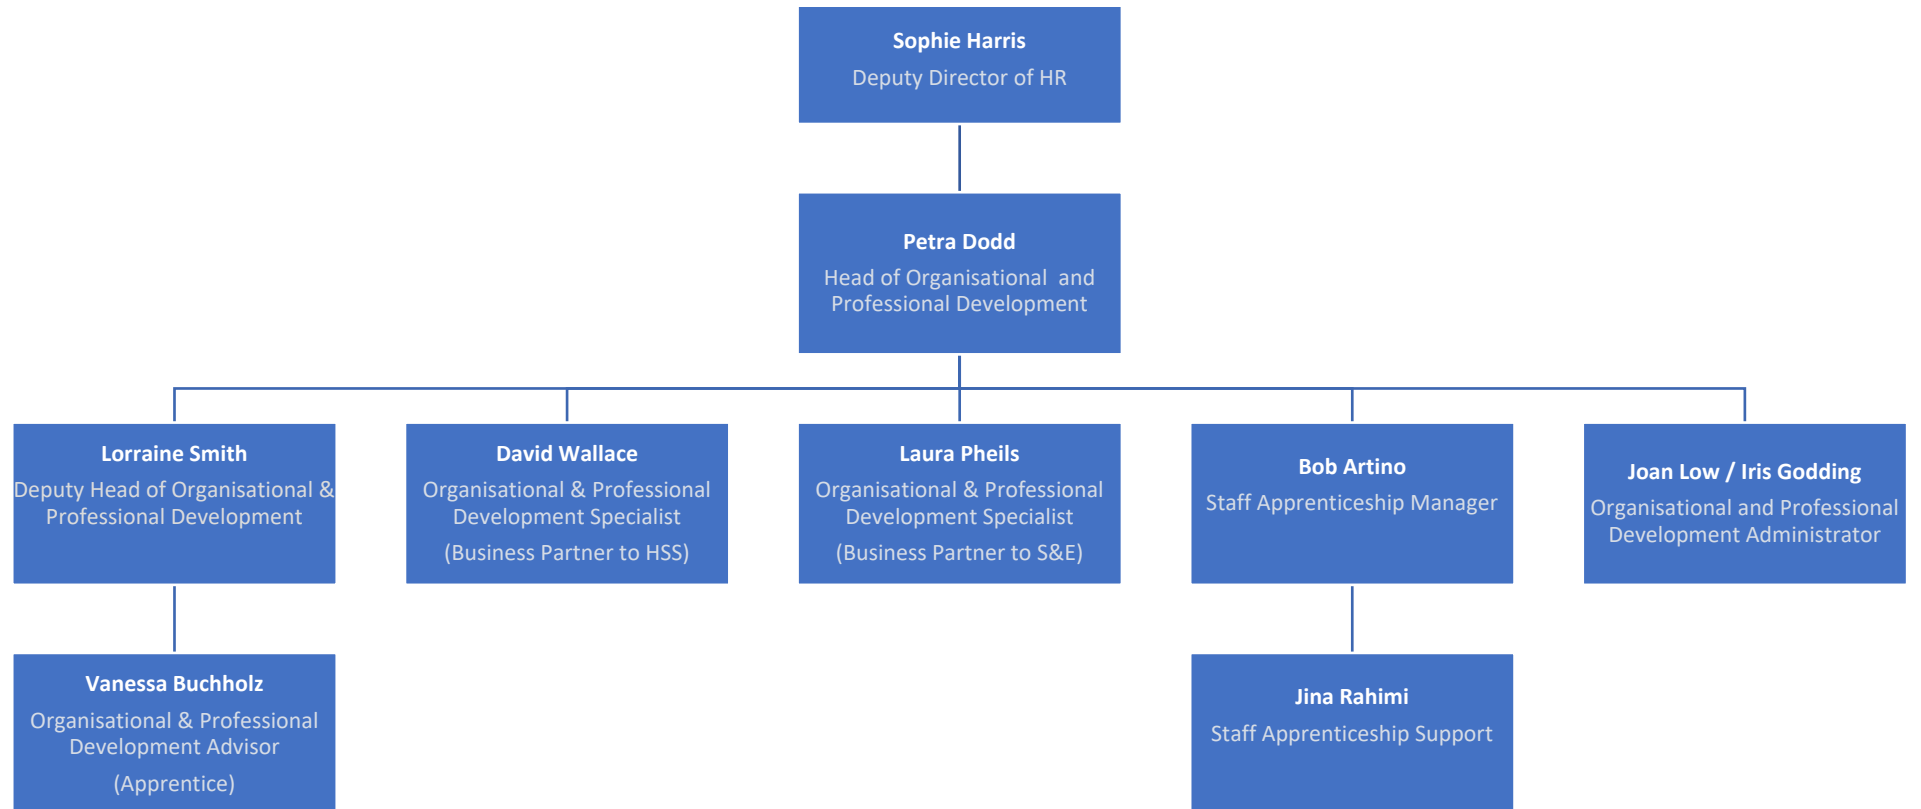 Sophie Harris
Deputy Director of HR
Petra Dodd
Head of Organisational and
Professional Development
Lorraine Smith
Deputy Head of Organisational &
Professional Development
David Wallace
Organisational & Professional
Development Specialist
(Business Partner to HSS)
Laura Pheils
Organisational & Professional
Development Specialist
(Business Partner to S&E)
Bob Artino
Staff Apprenticeship Manager
Joan Low / Iris Godding
Organisational and Professional
Development Administrator
Vanessa Buchholz
Organisational & Professional
Development Advisor
(Apprentice)
Jina Rahimi
Staff Apprenticeship Support